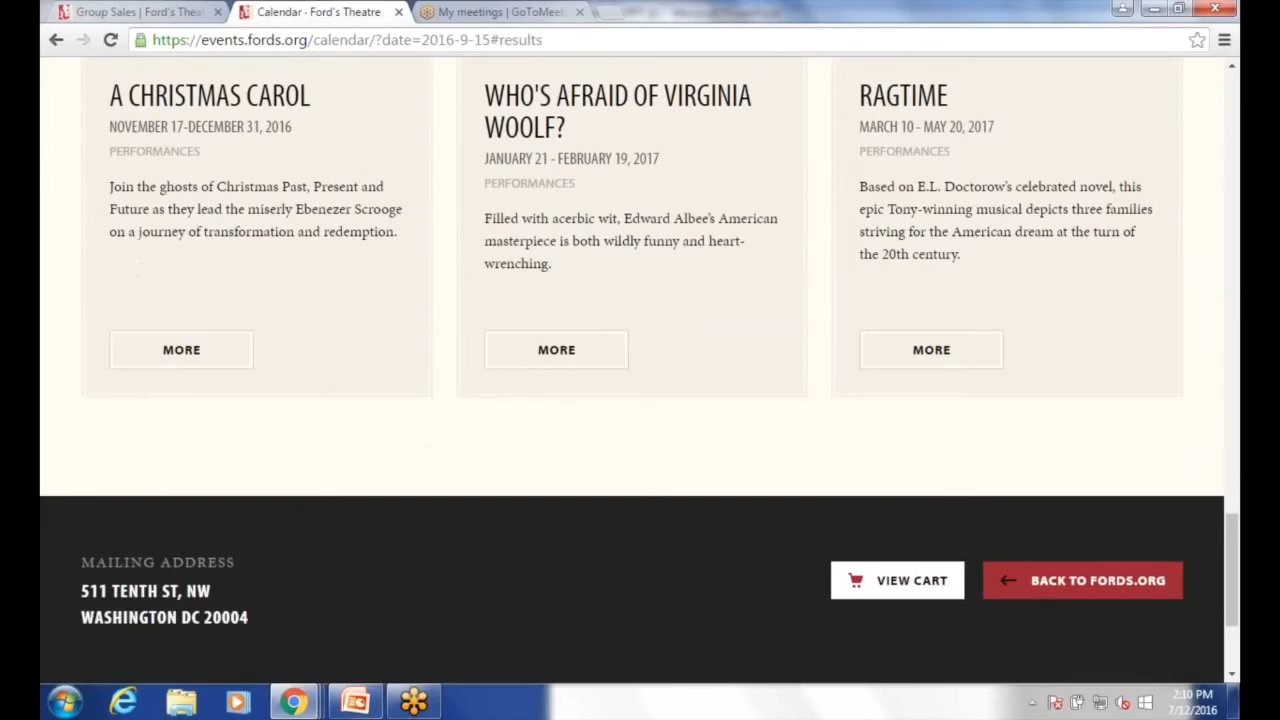 Group Sales | Ford's Thea
Calendar - Ford's Theatre
My meetings | GoToMeet
https://events.fords.org/calendar/?date=2016-9-15#results
A CHRISTMAS CAROL
NOVEMBER 17-DECEMBER 31, 2016
PERFORMANCES
Join the ghosts of Christmas Past, Present and
Future as they lead the miserly Ebenezer Scrooge
on a journey of transformation and redemption.
MORE
WHO'S AFRAID OF VIRGINIA
WOOLF?
JANUARY 21 - FEBRUARY 19, 2017
PERFORMANCES
Filled with acerbic wit, Edward Albee's American
masterpiece is both wildly funny and heart-
wrenching.
MORE
RAGTIME
MARCH 10 - MAY 20, 2017
PERFORMANCES
Based on E.L. Doctorow's celebrated novel, this
epic Tony-winning musical depicts three families
striving for the American dream at the turn of
the 20th century.
MORE
MAILING ADDRESS
511 TENTH ST, NW
WASHINGTON DC 20004
VIEW CART
BACK TO FORDS.ORG
2:10 PM
7/12/2016